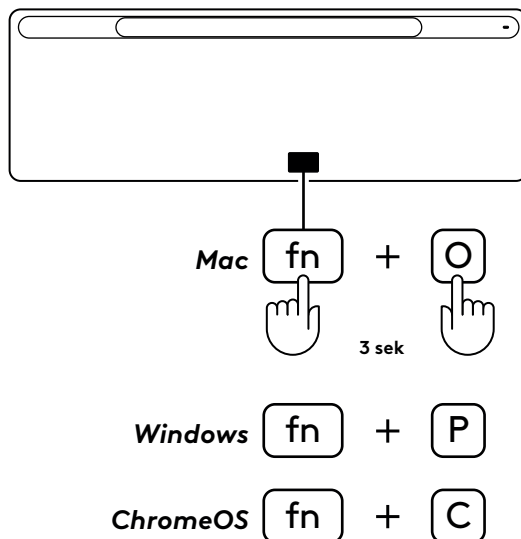 Mac fn + O
3 sek
Windows fn + P
ChromeOS fn + C